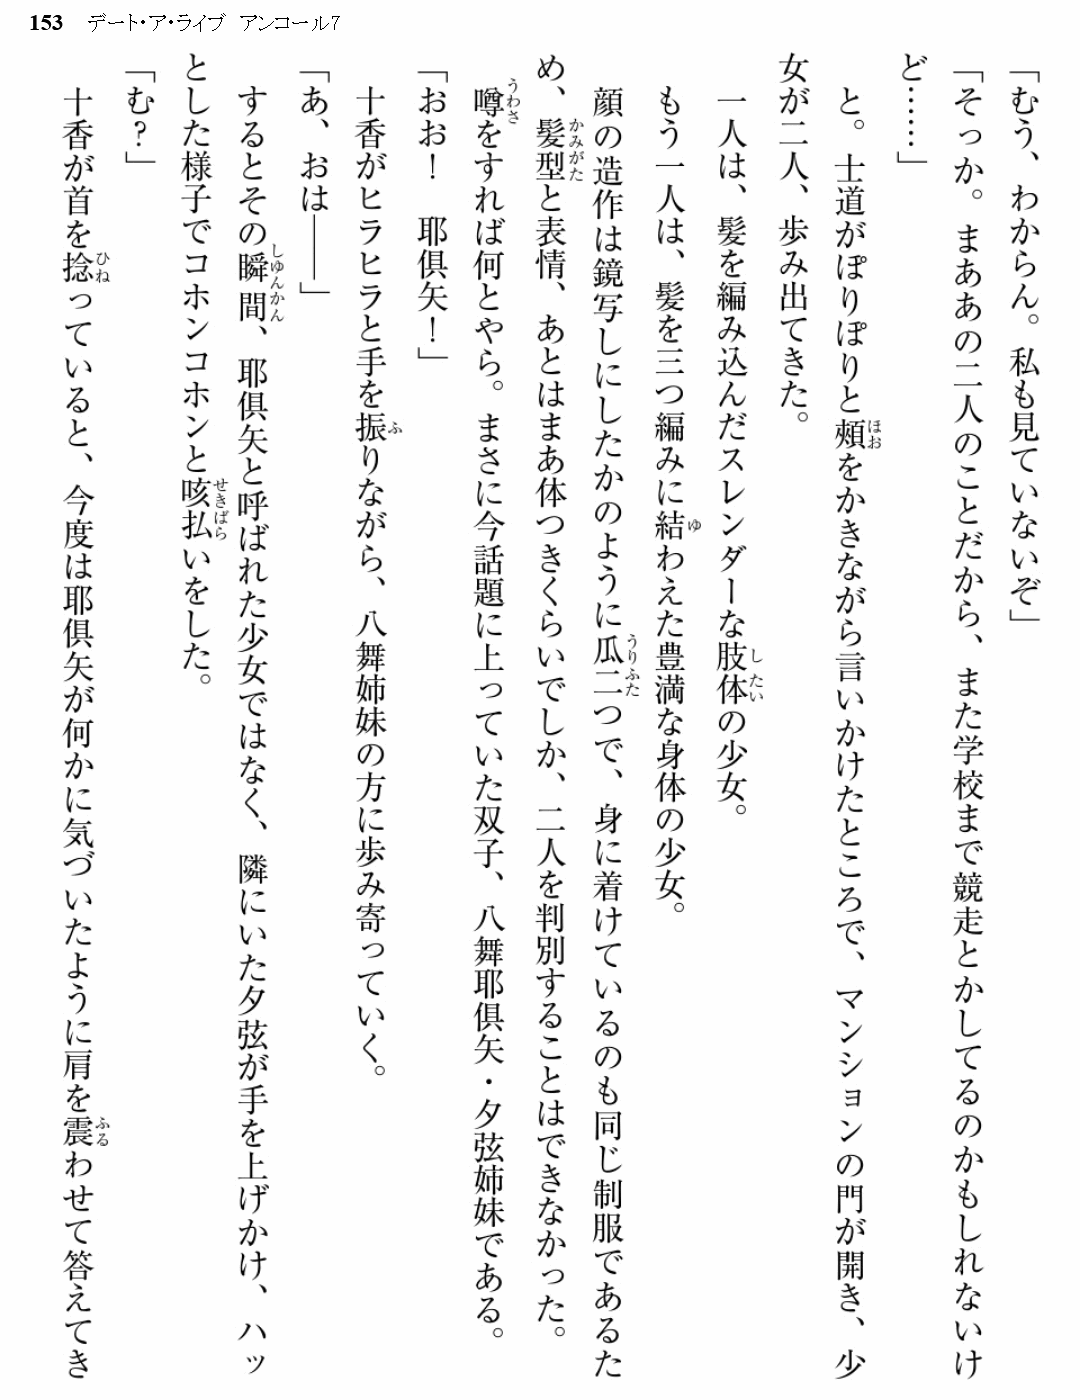 153 デート・ア・ライブ アンコール7
「むう、わからん。私も見ていないぞ」
「そっか。まああの二人のことだから、また学校まで競走とかしてるのかもしれないけ
ど……」
と。士道がぽりぽりと頰をかきながら言いかけたところで、マンションの門が開き、少
女が二人、歩み出てきた。
一人は、髪を編み込んだスレンダーな肢体の少女。
もう一人は、髪を三つ編みに結わえた豊満な身体の少女。
顔の造作は鏡写しにしたかのように瓜二つで、身に着けているのも同じ制服であるた
め、髪型と表情、あとはまあ体つきくらいでしか、二人を判別することはできなかった。
噂をすれば何とやら。まさに今話題に上っていた双子、八舞耶倶矢・夕弦姉妹である。
「おお！　耶倶矢！」
十香がヒラヒラと手を振りながら、八舞姉妹の方に歩み寄っていく。
「あ、おは――」
するとその瞬間、耶倶矢と呼ばれた少女ではなく、隣にいた夕弦が手を上げかけ、ハッ
とした様子でコホンコホンと咳払いをした。
「む？」
十香が首を捻っていると、今度は耶倶矢が何かに気づいたように肩を震わせて答えてき